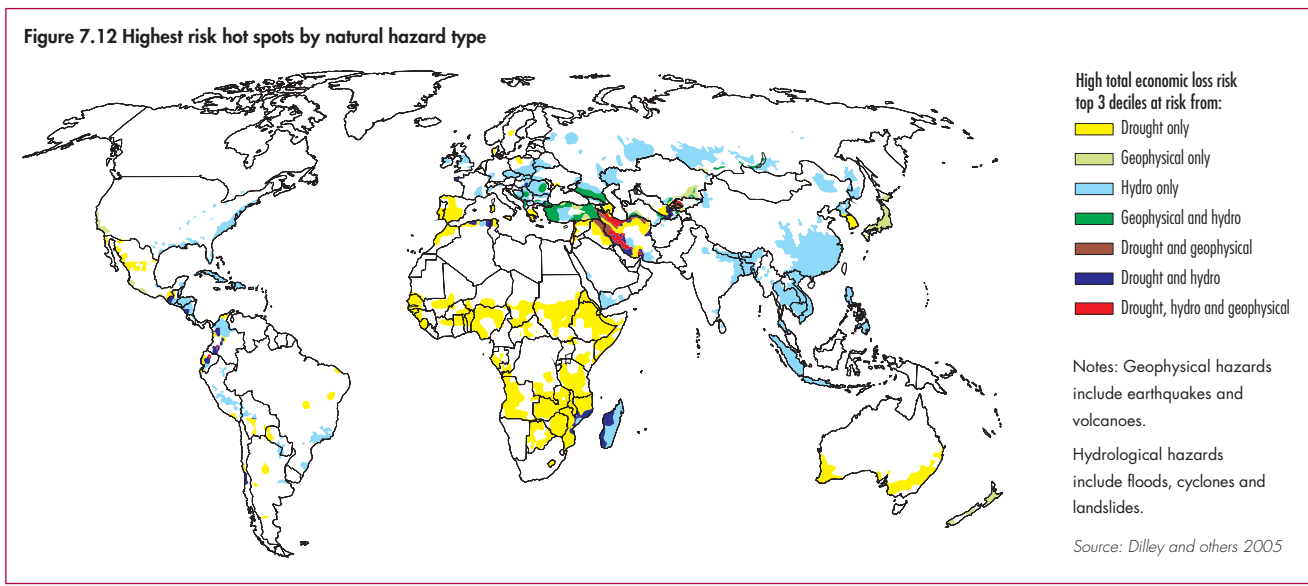 Figure 7.12 Highest risk hot spots by natural hazard type
High total economic loss risk
top 3 deciles at risk from:
Drought only
Geophysical only
Hydro only
Geophysical and hydro
Drought and geophysical
Drought and hydro
Drought, hydro and geophysical
Notes: Geophysical hazards
include earthquakes and
volcanoes.
Hydrological hazards
include floods, cyclones and
landslides.
Source: Dilley and others 2005